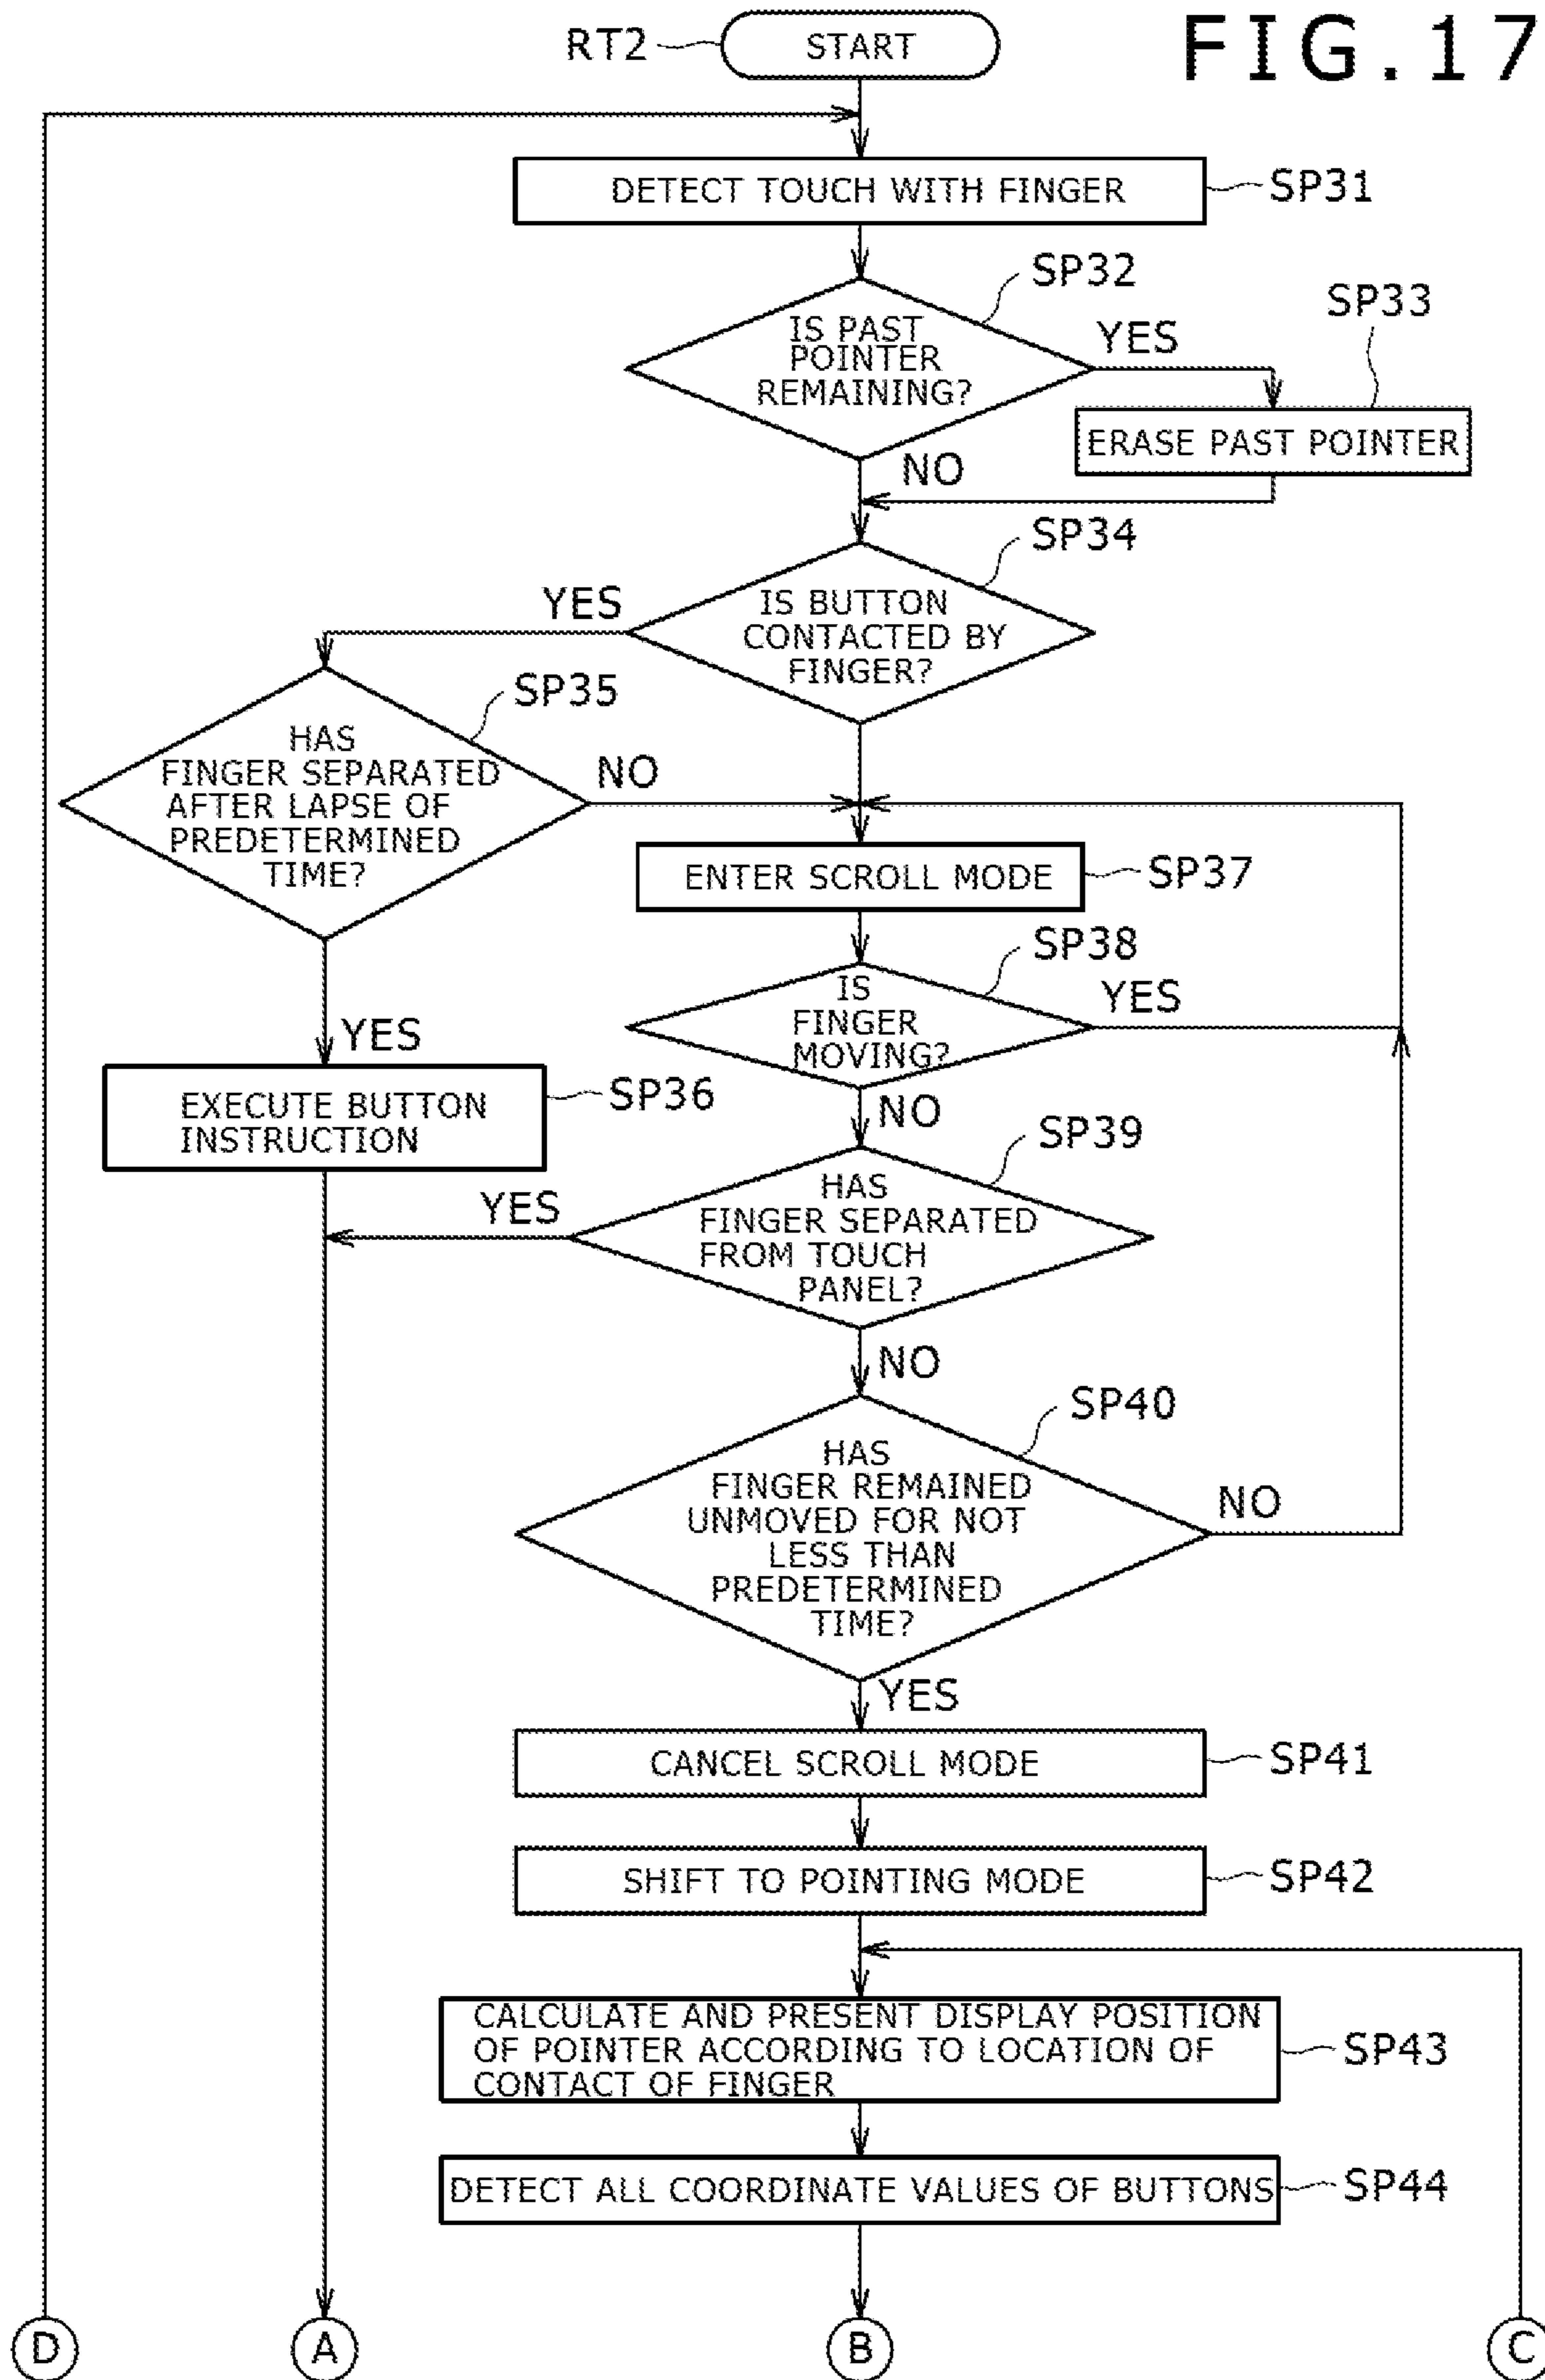 FIG.17
RT2
START
DETECT TOUCH WITH FINGER
SP31
SP32
IS PAST
POINTER
REMAINING?
YES
SP33
ERASE PAST POINTER
NO
SP34
IS BUTTON
CONTACTED BY
FINGER?
YES
SP35
HAS
FINGER SEPARATED
AFTER LAPSE OF
PREDETERMINED
TIME?
NO
ENTER SCROLL MODE
SP37
SP38
IS
FINGER
MOVING?
YES
YES
EXECUTE BUTTON
INSTRUCTION
SP36
NO
SP39
HAS
FINGER SEPARATED
FROM TOUCH
PANEL?
YES
NO
SP40
HAS
FINGER REMAINED
UNMOVED FOR NOT
LESS THAN
PREDETERMINED
TIME?
NO
YES
CANCEL SCROLL MODE
SP41
SHIFT TO POINTING MODE
SP42
CALCULATE AND PRESENT DISPLAY POSITION
OF POINTER ACCORDING TO LOCATION OF
CONTACT OF FINGER
SP43
DETECT ALL COORDINATE VALUES OF BUTTONS
SP44
D
A
B
C